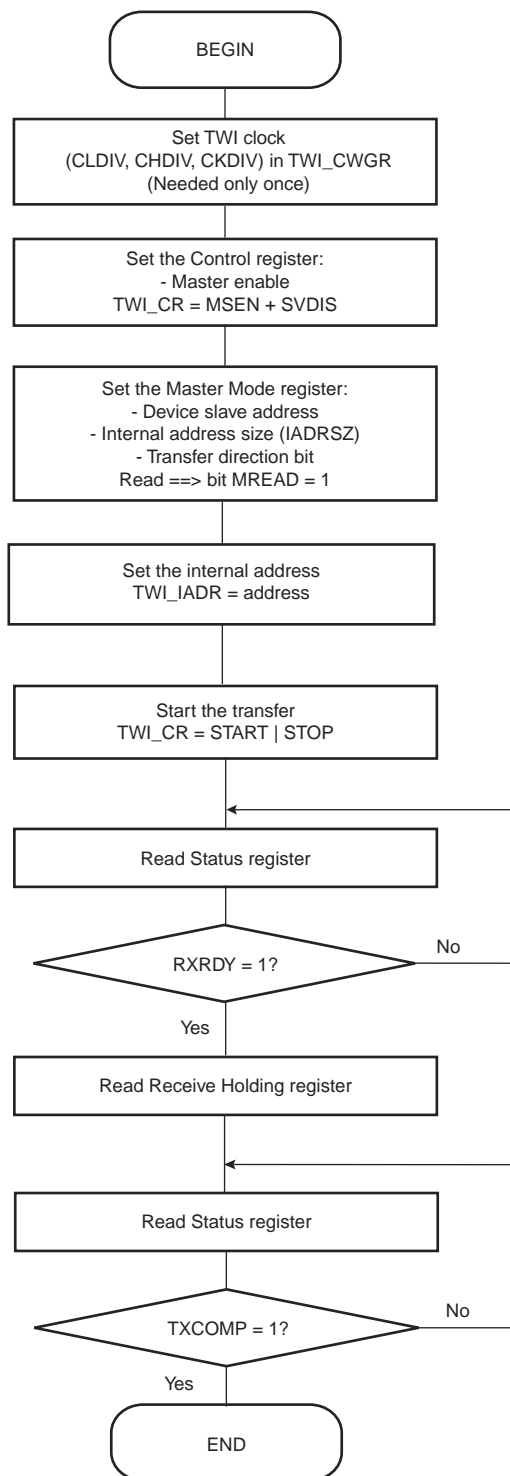 BEGIN
Set TWI clock
(CLDIV, CHDIV, CKDIV) in TWI_CWGR
(Needed only once)
Set the Control register:
- Master enable
TWI_CR = MSEN + SVDIS
Set the Master Mode register:
- Device slave address
- Internal address size (IADRSZ)
- Transfer direction bit
Read ==> bit MREAD = 1
Set the internal address
TWI_IADR = address
Start the transfer
TWI_CR = START | STOP
Read Status register
RXRDY = 1?
No
Yes
Read Receive Holding register
Read Status register
TXCOMP = 1?
No
Yes
END